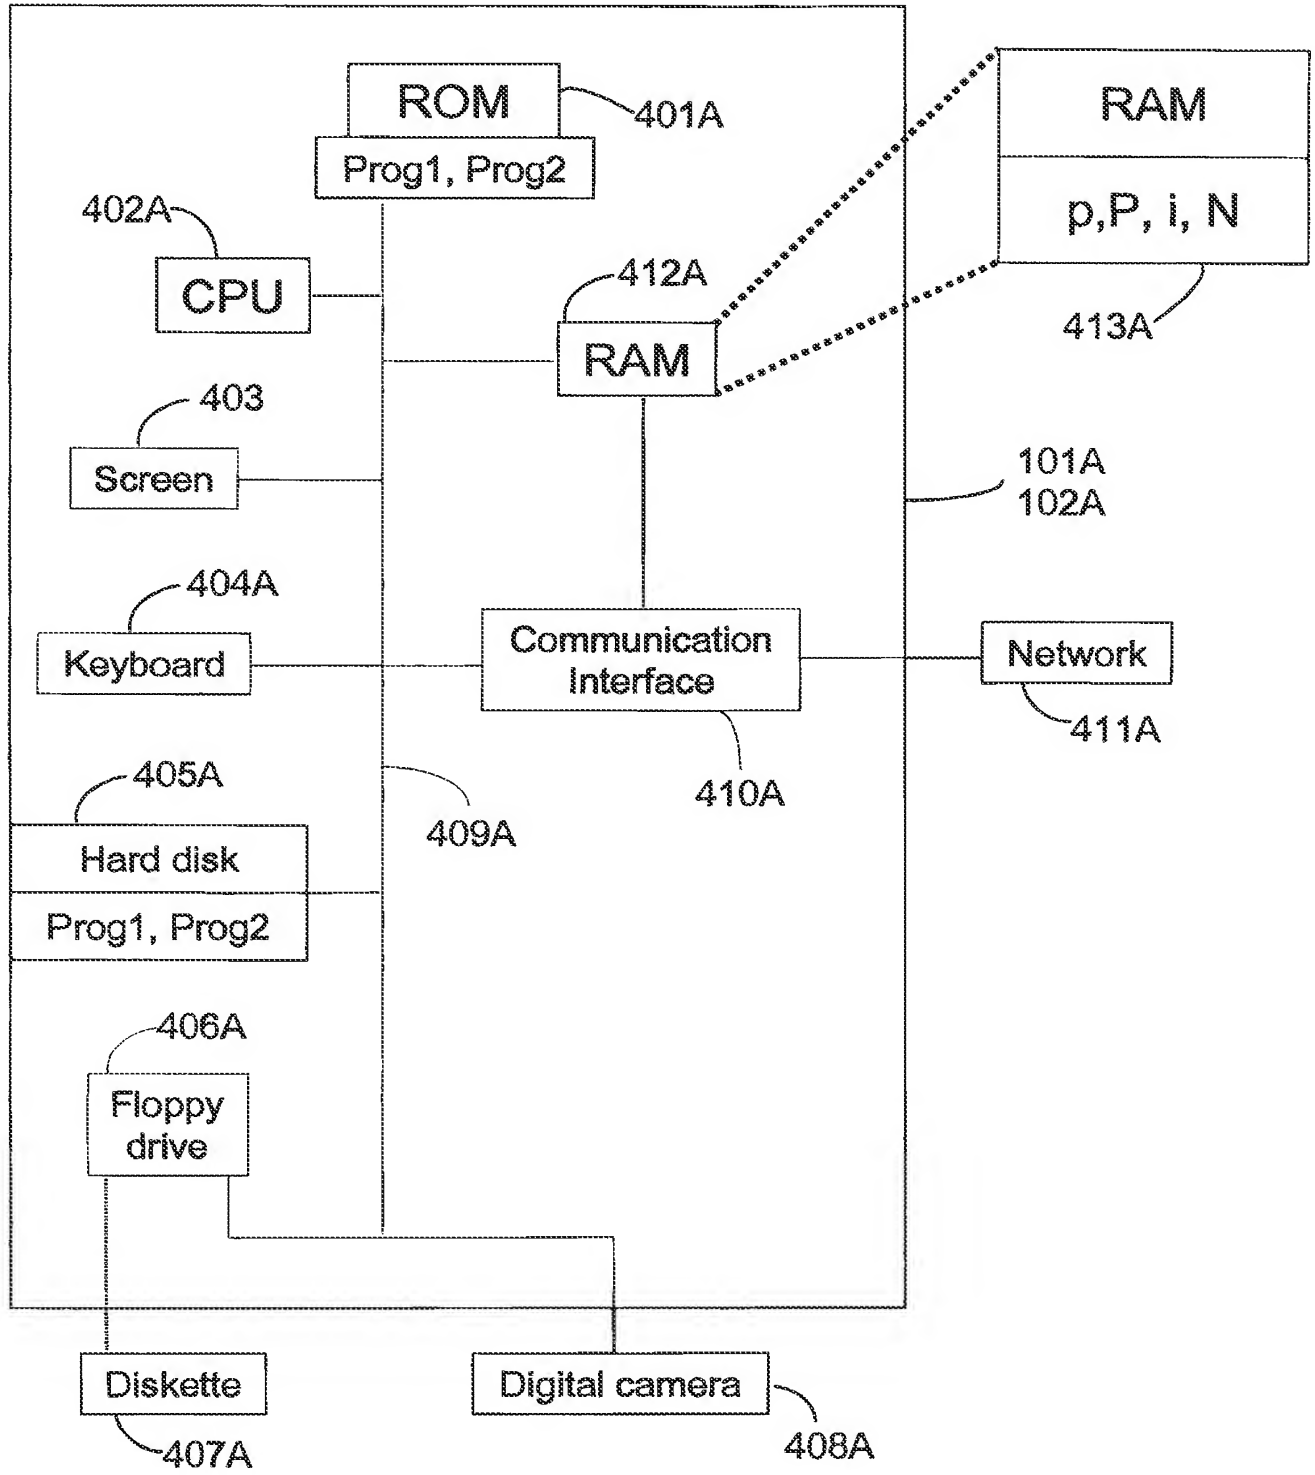 ROM
401A
RAM
Prog1, Prog2
402A
p,P, i, N
CPU
412A
413A
RAM
403
Screen
101A
102A
404A
Keyboard
Communication
Interface
Network
411A
405A
410A
409A
Hard disk
Prog1, Prog2
406A
Floppy
drive
Diskette
Digital camera
407A
408A